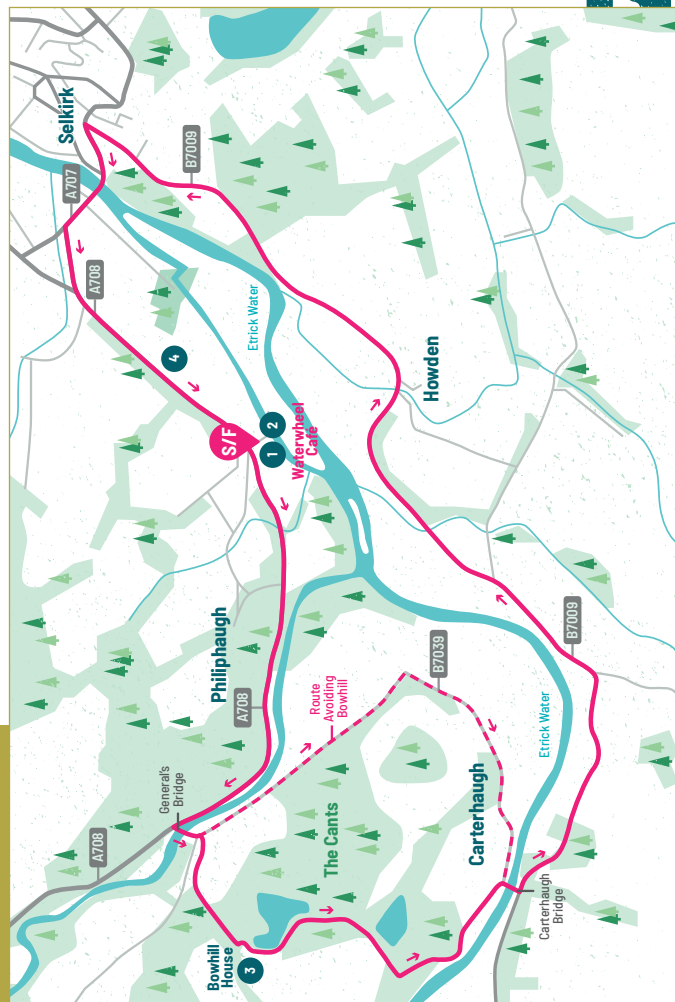 Selkirk
A707
B7009
A708
4
Etrick Water
Howden
S/F
1
2
Waterwheel
Café
Philiphaugh
A708
B7039
B7009
Route
Avoiding
Bowhill
General's
Bridge
A708
The Cants
Carterhaugh
Etrick Water
Carterhaugh
Bridge
Bowhill
House
3